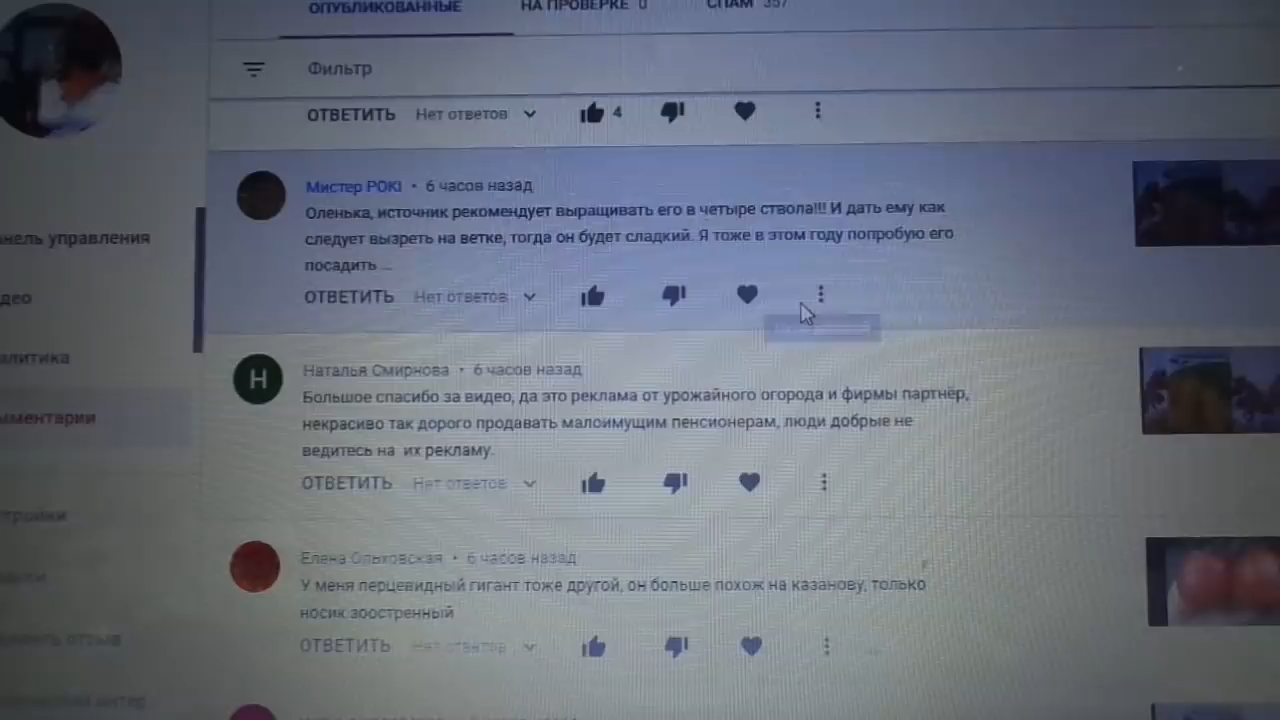 ОПУБЛИКОВАННЫЕ НА ПРОВЕРКЕ 0 СПАМ 357
Фильтр
ОТВЕТИТЬ Нет ответов 4
Мистер РОКІ • 6 часов назад
Оленька, источник рекомендует выращивать его в четыре ствола!!! И дать ему как
следует вызреть на ветке, тогда он будет сладкий. Я тоже в этом году попробую его
посадить ...
ОТВЕТИТЬ Нет ответов
нель управления
део
Н
Наталья Смирнова • 6 часов назад
алитика
Большое спасибо за видео, да это реклама от урожайного огорода и фирмы партнёр,
мментарии
некрасиво так дорого продавать малоимущим пенсионерам, люди добрые не
ведитесь на их рекламу.
ОТВЕТИТЬ Нет ответов
тройки
Елена Ольховская • 6 часов назад
У меня перцевидный гигант тоже другой, он больше похож на казанову, только
носик зоостренный
ОТВЕТИТЬ Нет ответов